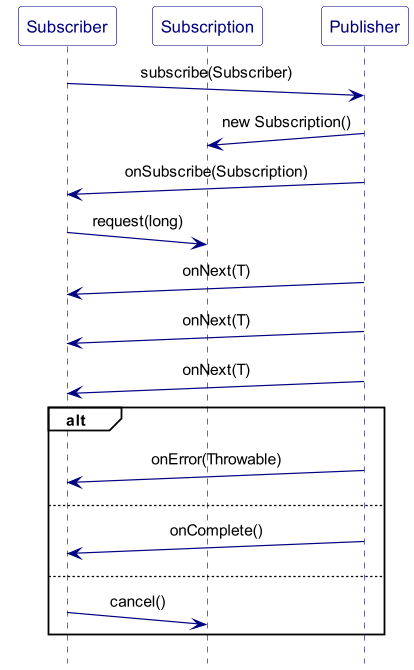 Subscriber
Subscription
Publisher
subscribe(Subscriber)
new Subscription()
onSubscribe(Subscription)
request(long)
onNext(T)
onNext(T)
onNext(T)
alt
onError(Throwable)
onComplete()
cancel()